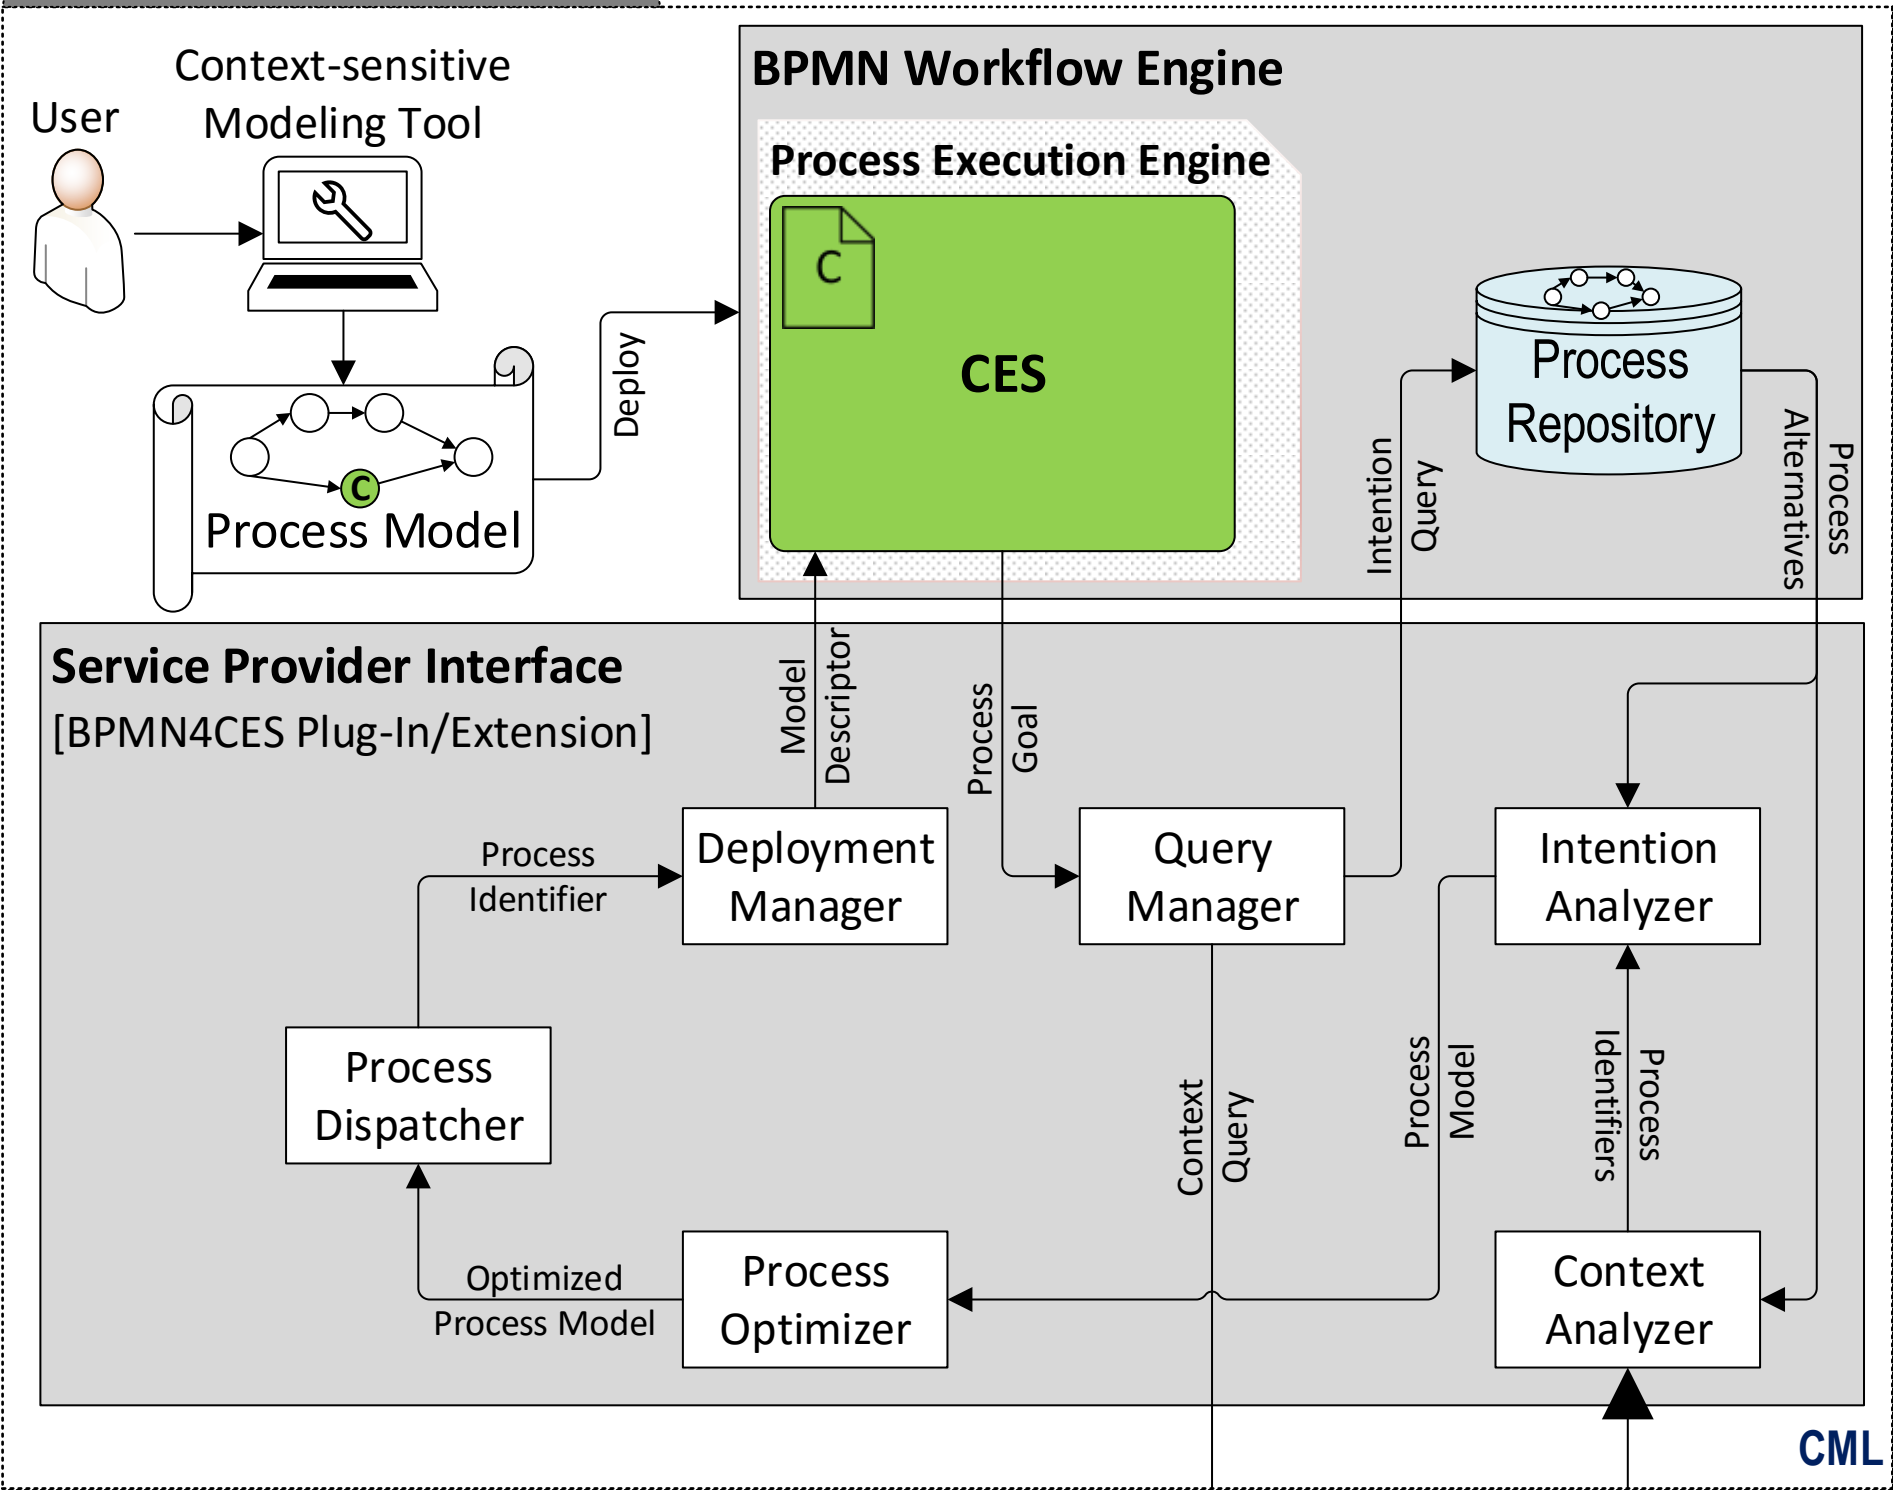 User
Context-sensitive
Modeling Tool
C
Process Model
Deploy
BPMN Workflow Engine
Process Execution Engine
C
CES
Process
Repository
Intention
Query
Process
Alternatives
Service Provider Interface
[BPMN4CES Plug-In/Extension]
Model
Descriptor
Process
Goal
Process
Identifier
Deployment
Manager
Query
Manager
Intention
Analyzer
Process
Dispatcher
Context
Query
Process
Model
Process
Identifiers
Optimized
Process Model
Process
Optimizer
Context
Analyzer
CML